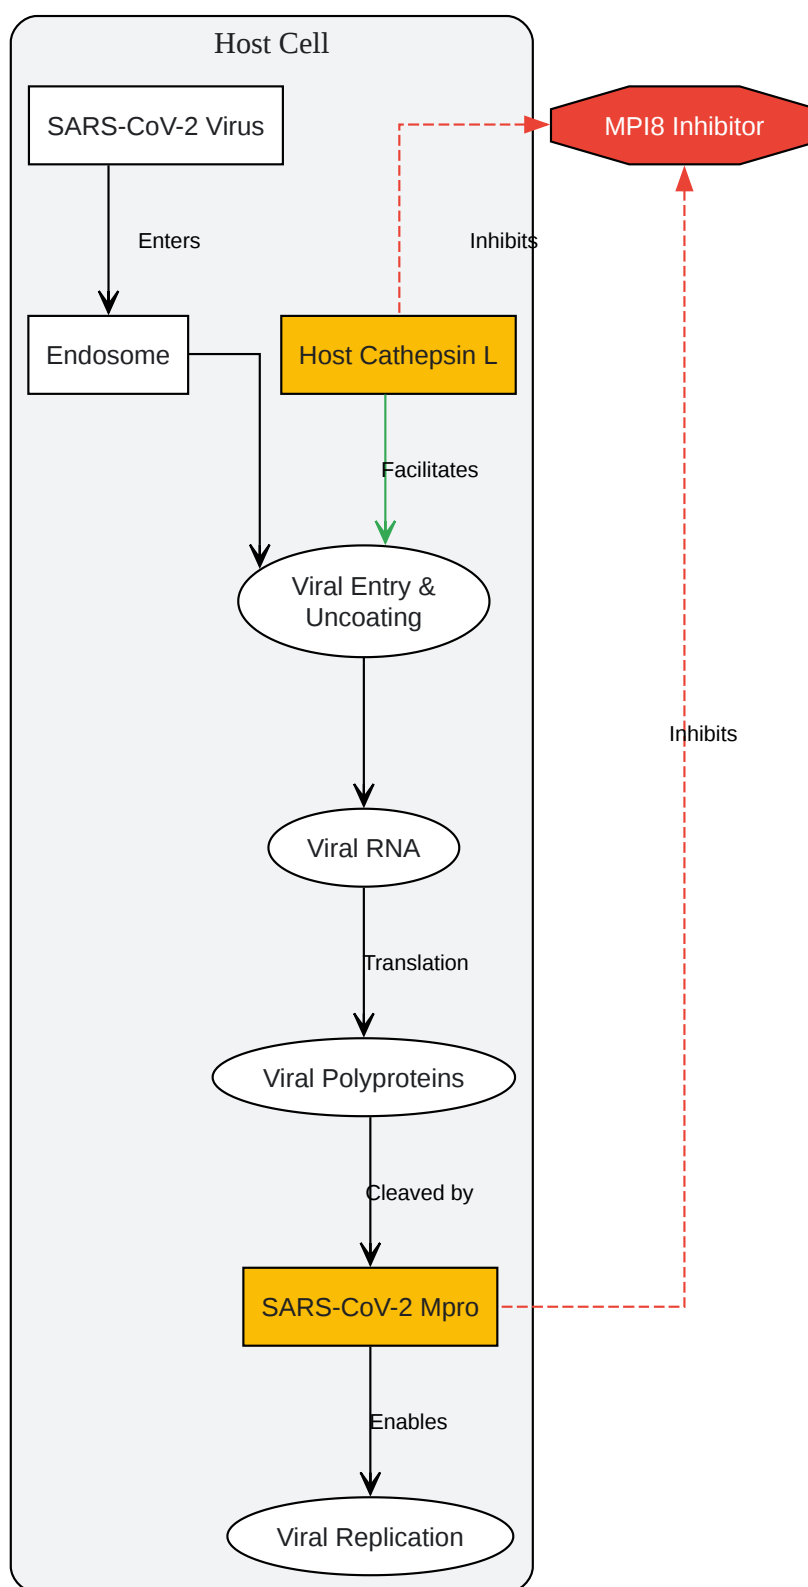 Host Cell
SARS-CoV-2 Virus
MPI8 Inhibitor
Enters
Inhibits
Endosome
Host Cathepsin L
Facilitates
Viral Entry &
Uncoating
Inhibits
Viral RNA
Translation
Viral Polyproteins
Cleaved by
SARS-CoV-2 Mpro
Enables
Viral Replication